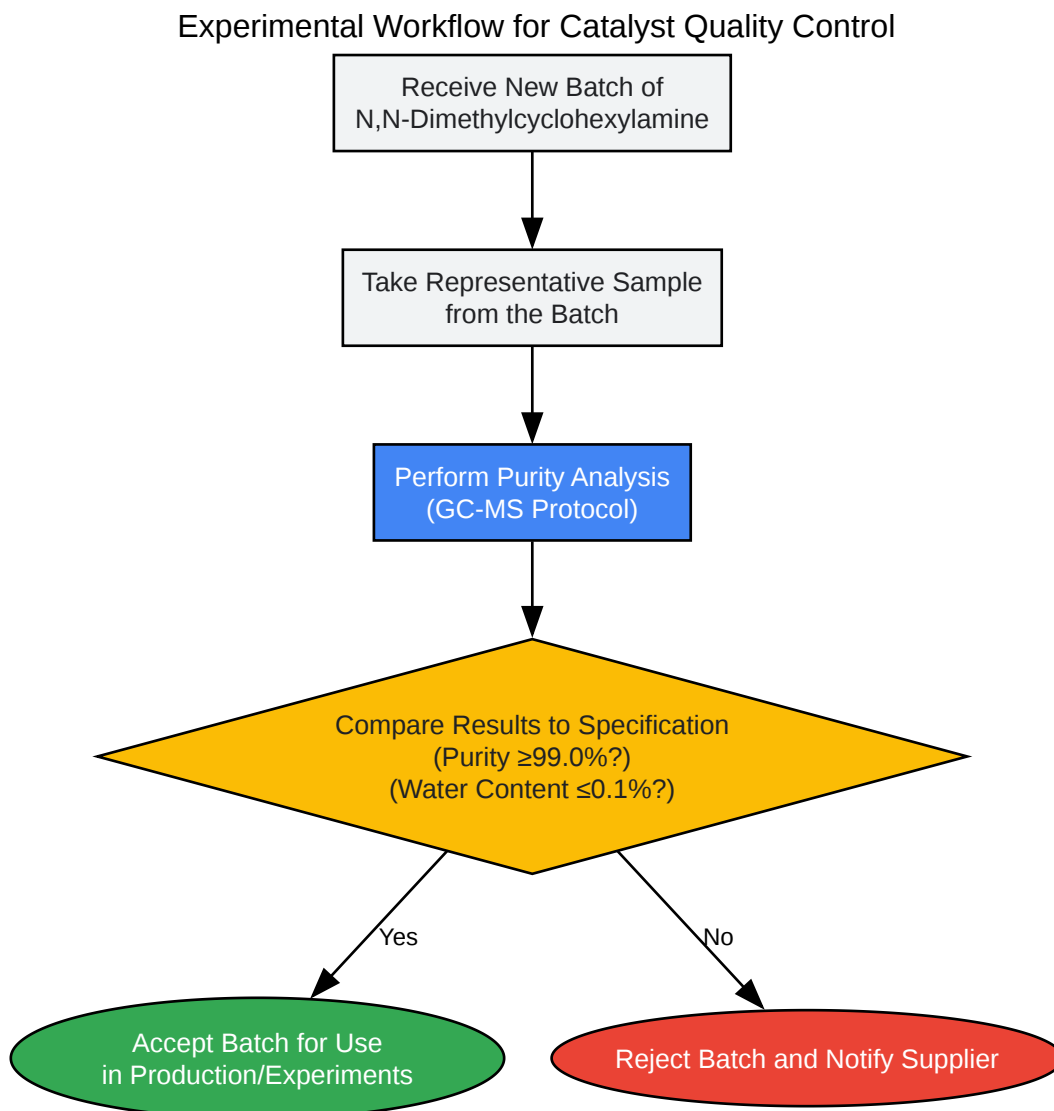 Experimental Workflow for Catalyst Quality Control
Receive New Batch of
N,N-Dimethylcyclohexylamine
Take Representative Sample
from the Batch
Perform Purity Analysis
(GC-MS Protocol)
Compare Results to Specification
(Purity ≥99.0%?)
(Water Content ≤0.1%?)
Yes
No
Accept Batch for Use
in Production/Experiments
Reject Batch and Notify Supplier